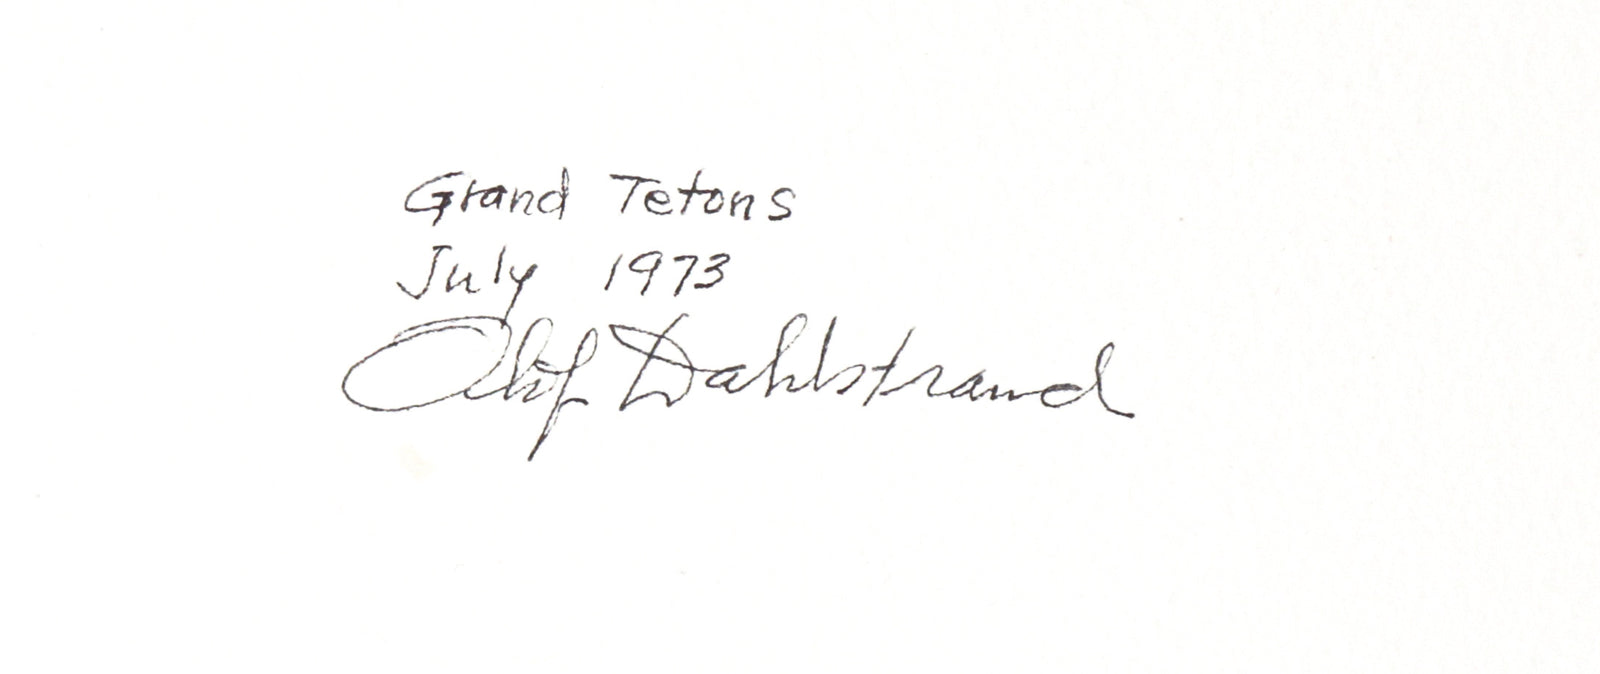 Grand Tetons
July 1973
Olof Dahlstrand